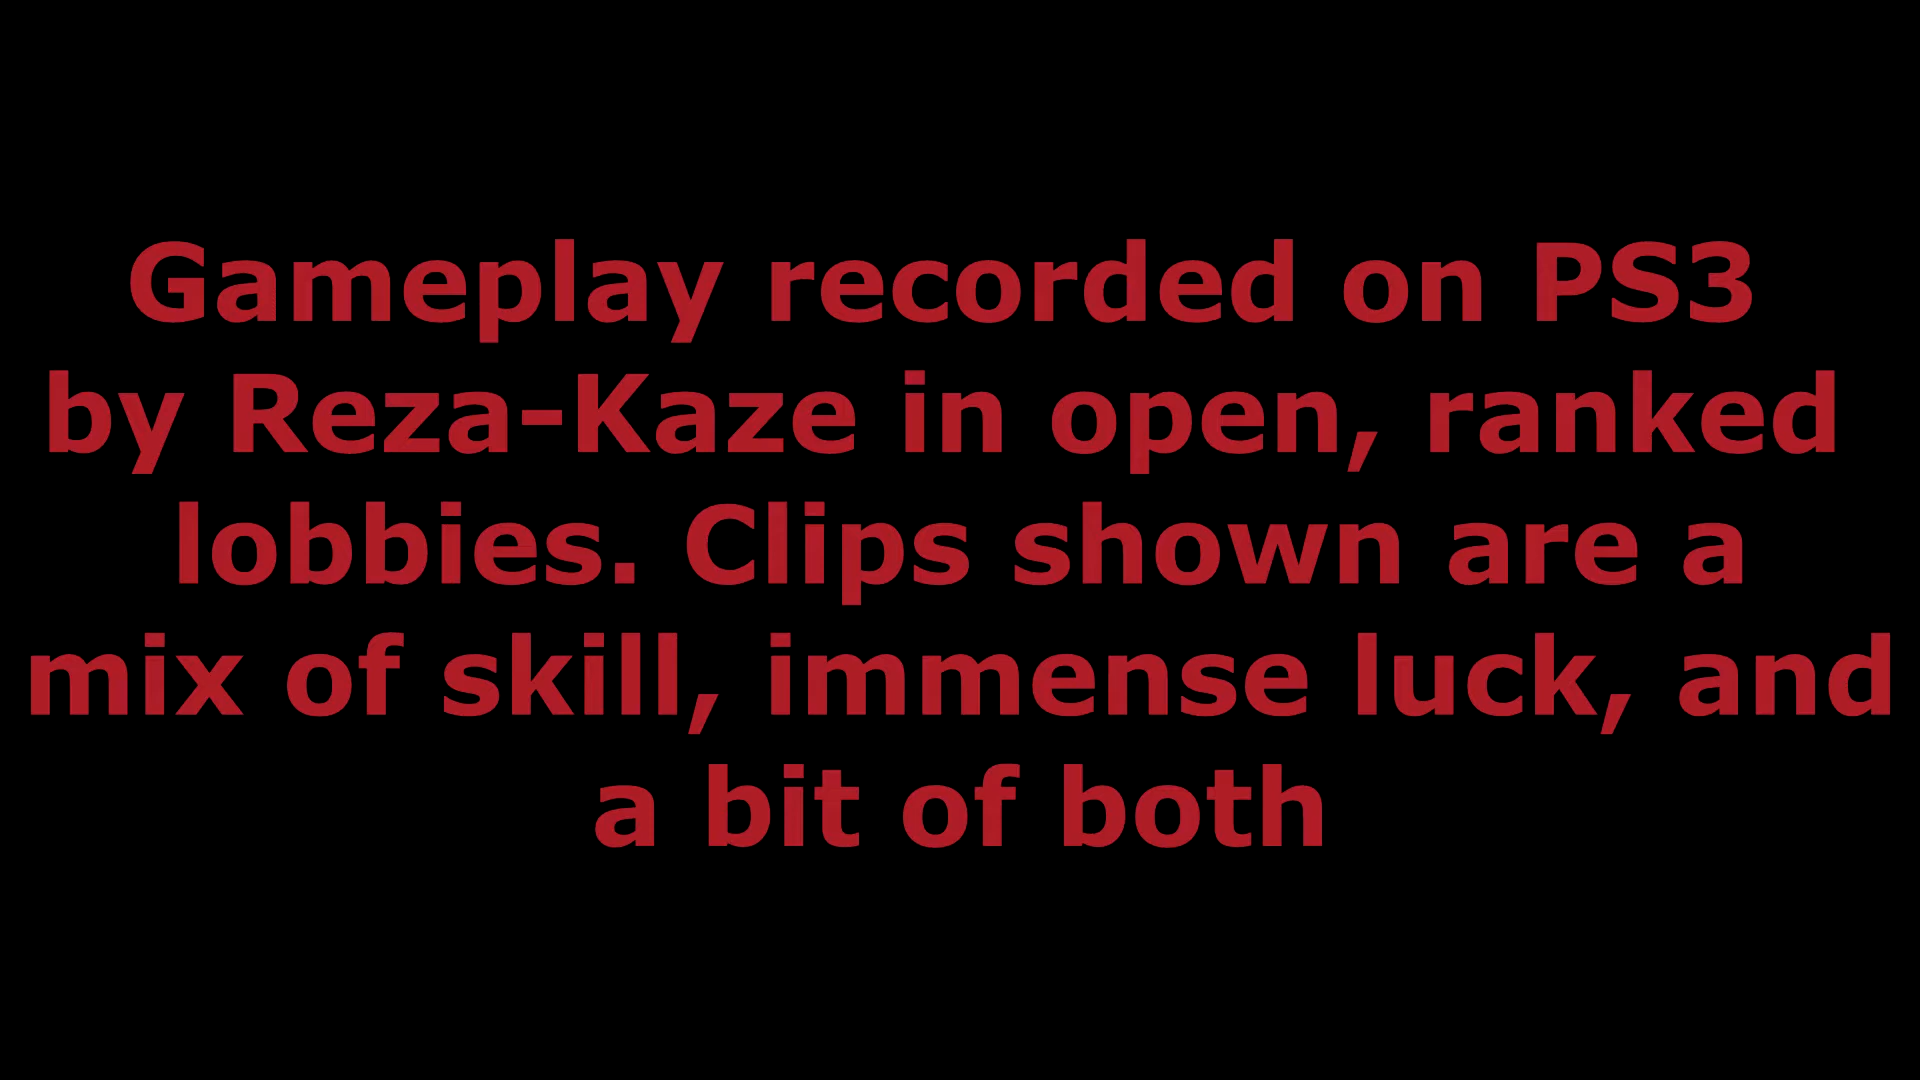 Gameplay recorded on PS3
by Reza-Kaze in open, ranked
lobbies. Clips shown are a
mix of skill, immense luck, and
a bit of both